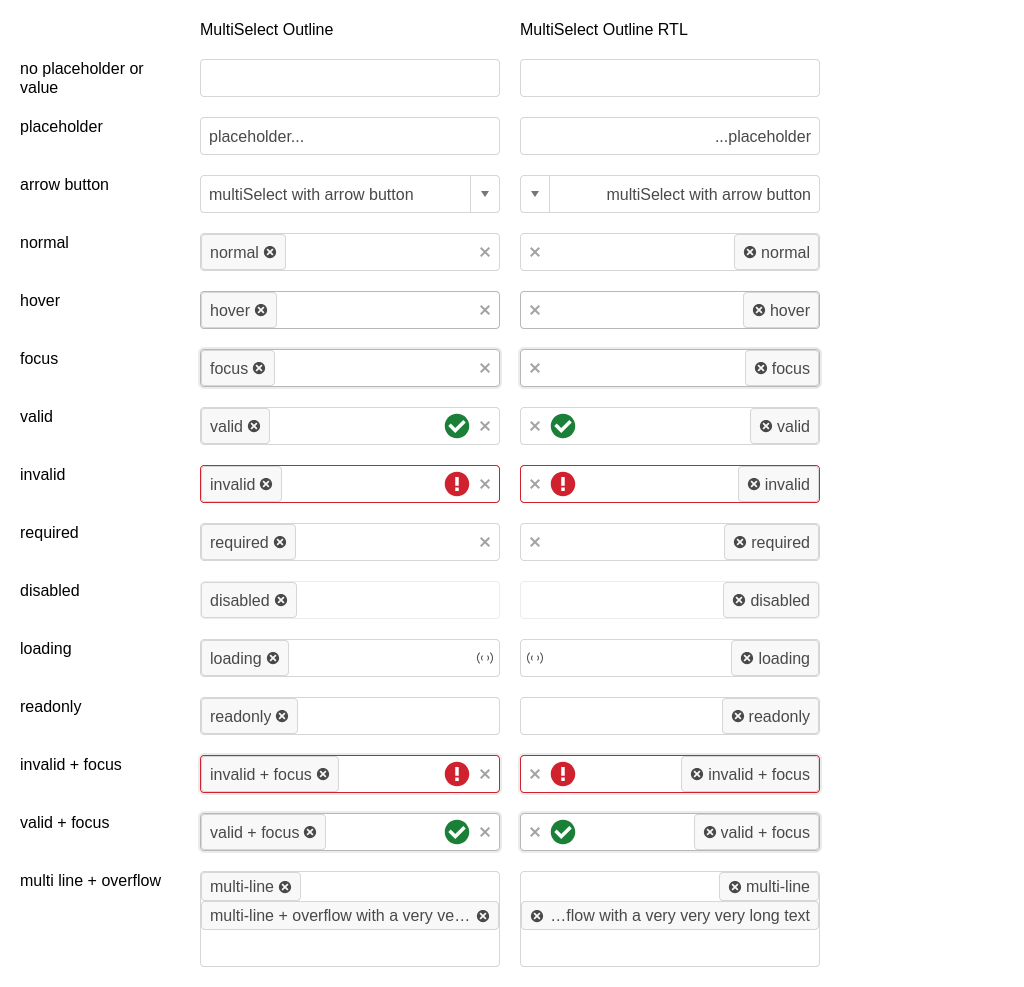 MultiSelect Outline MultiSelect Outline RTL
no placeholder or
value
placeholder placeholder... ...placeholder
arrow button multiSelect with arrow button multiSelect with arrow button
normal normal normal
hover hover hover
focus focus focus
valid valid valid
invalid invalid invalid
required required required
disabled disabled disabled
loading loading loading
readonly readonly readonly
invalid + focus invalid + focus invalid + focus
valid + focus valid + focus valid + focus
multi line + overflow multi-line multi-line
multi-line + overflow with a very ve… …flow with a very very very long text